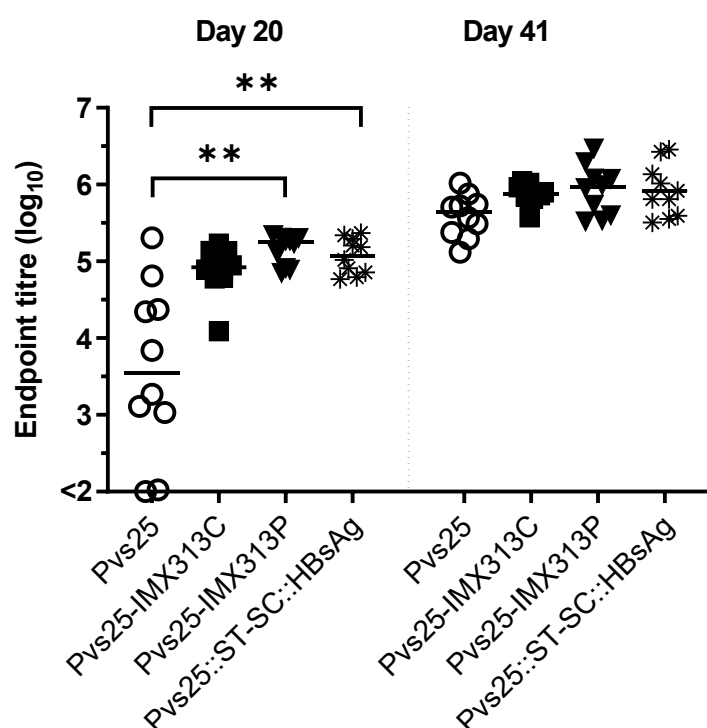 Day 20
Day 41
**
**
Endpoint titre (log10)
7
6
5
4
3
<2
Pvs25
Pvs25-IMX313C
Pvs25-IMX313P
Pvs25::ST-SC::HBsAg
Pvs25
Pvs25-IMX313C
Pvs25-IMX313P
Pvs25::ST-SC::HBsAg